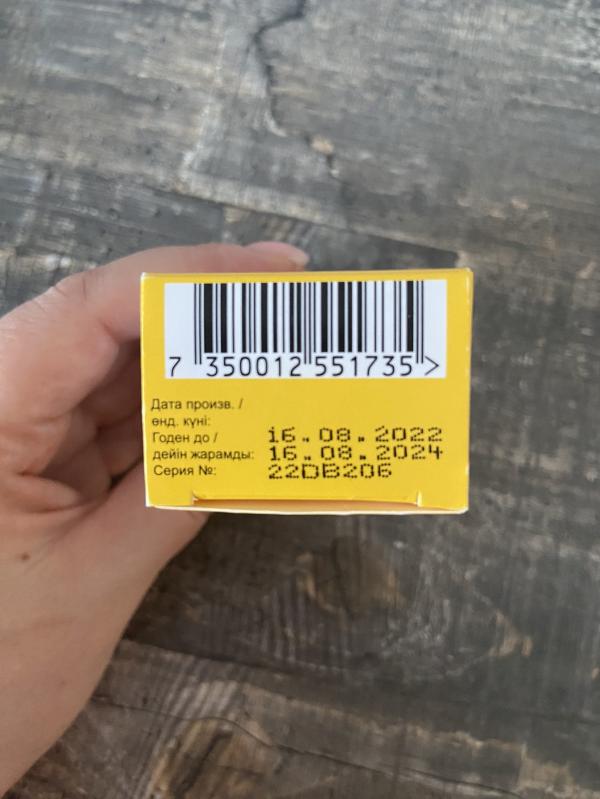 7 350012 551735 >
Дата произв. /
өнд. күні:
Годен до / 16.08.2022
дейін жарамды: 16.08.2024
Серия №: 22DB206